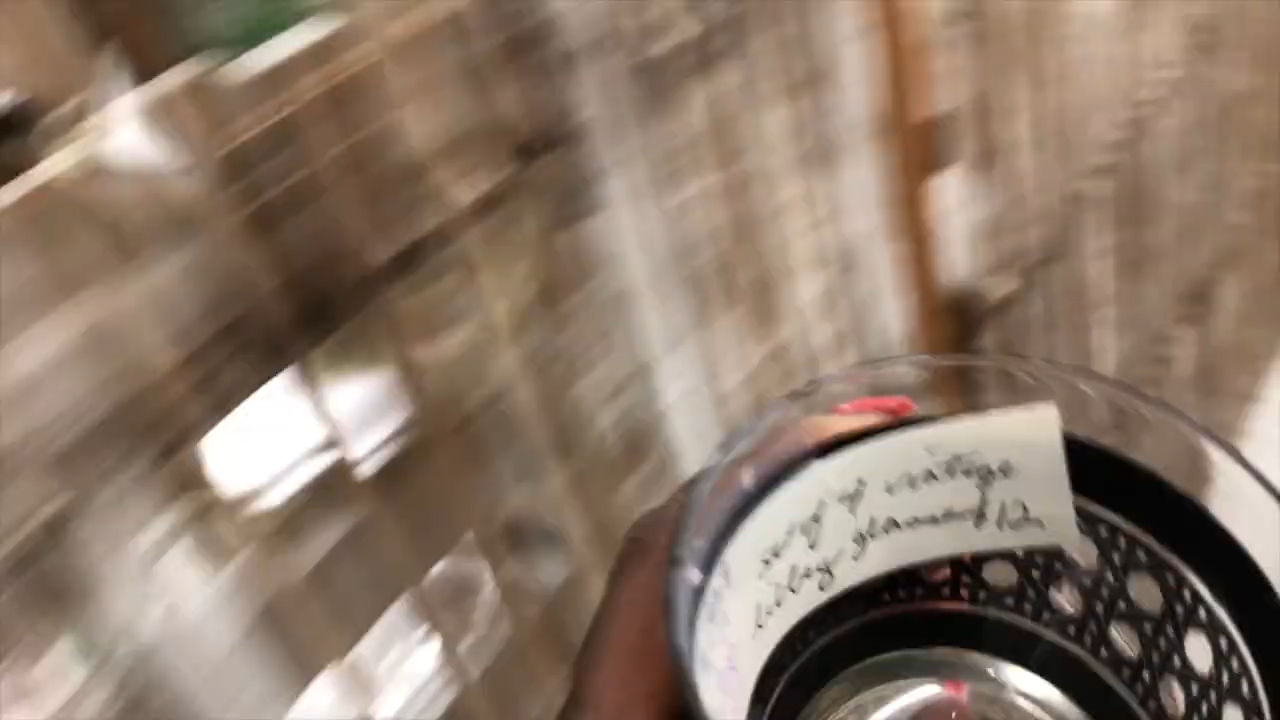 set of vintage
libby glasses $12